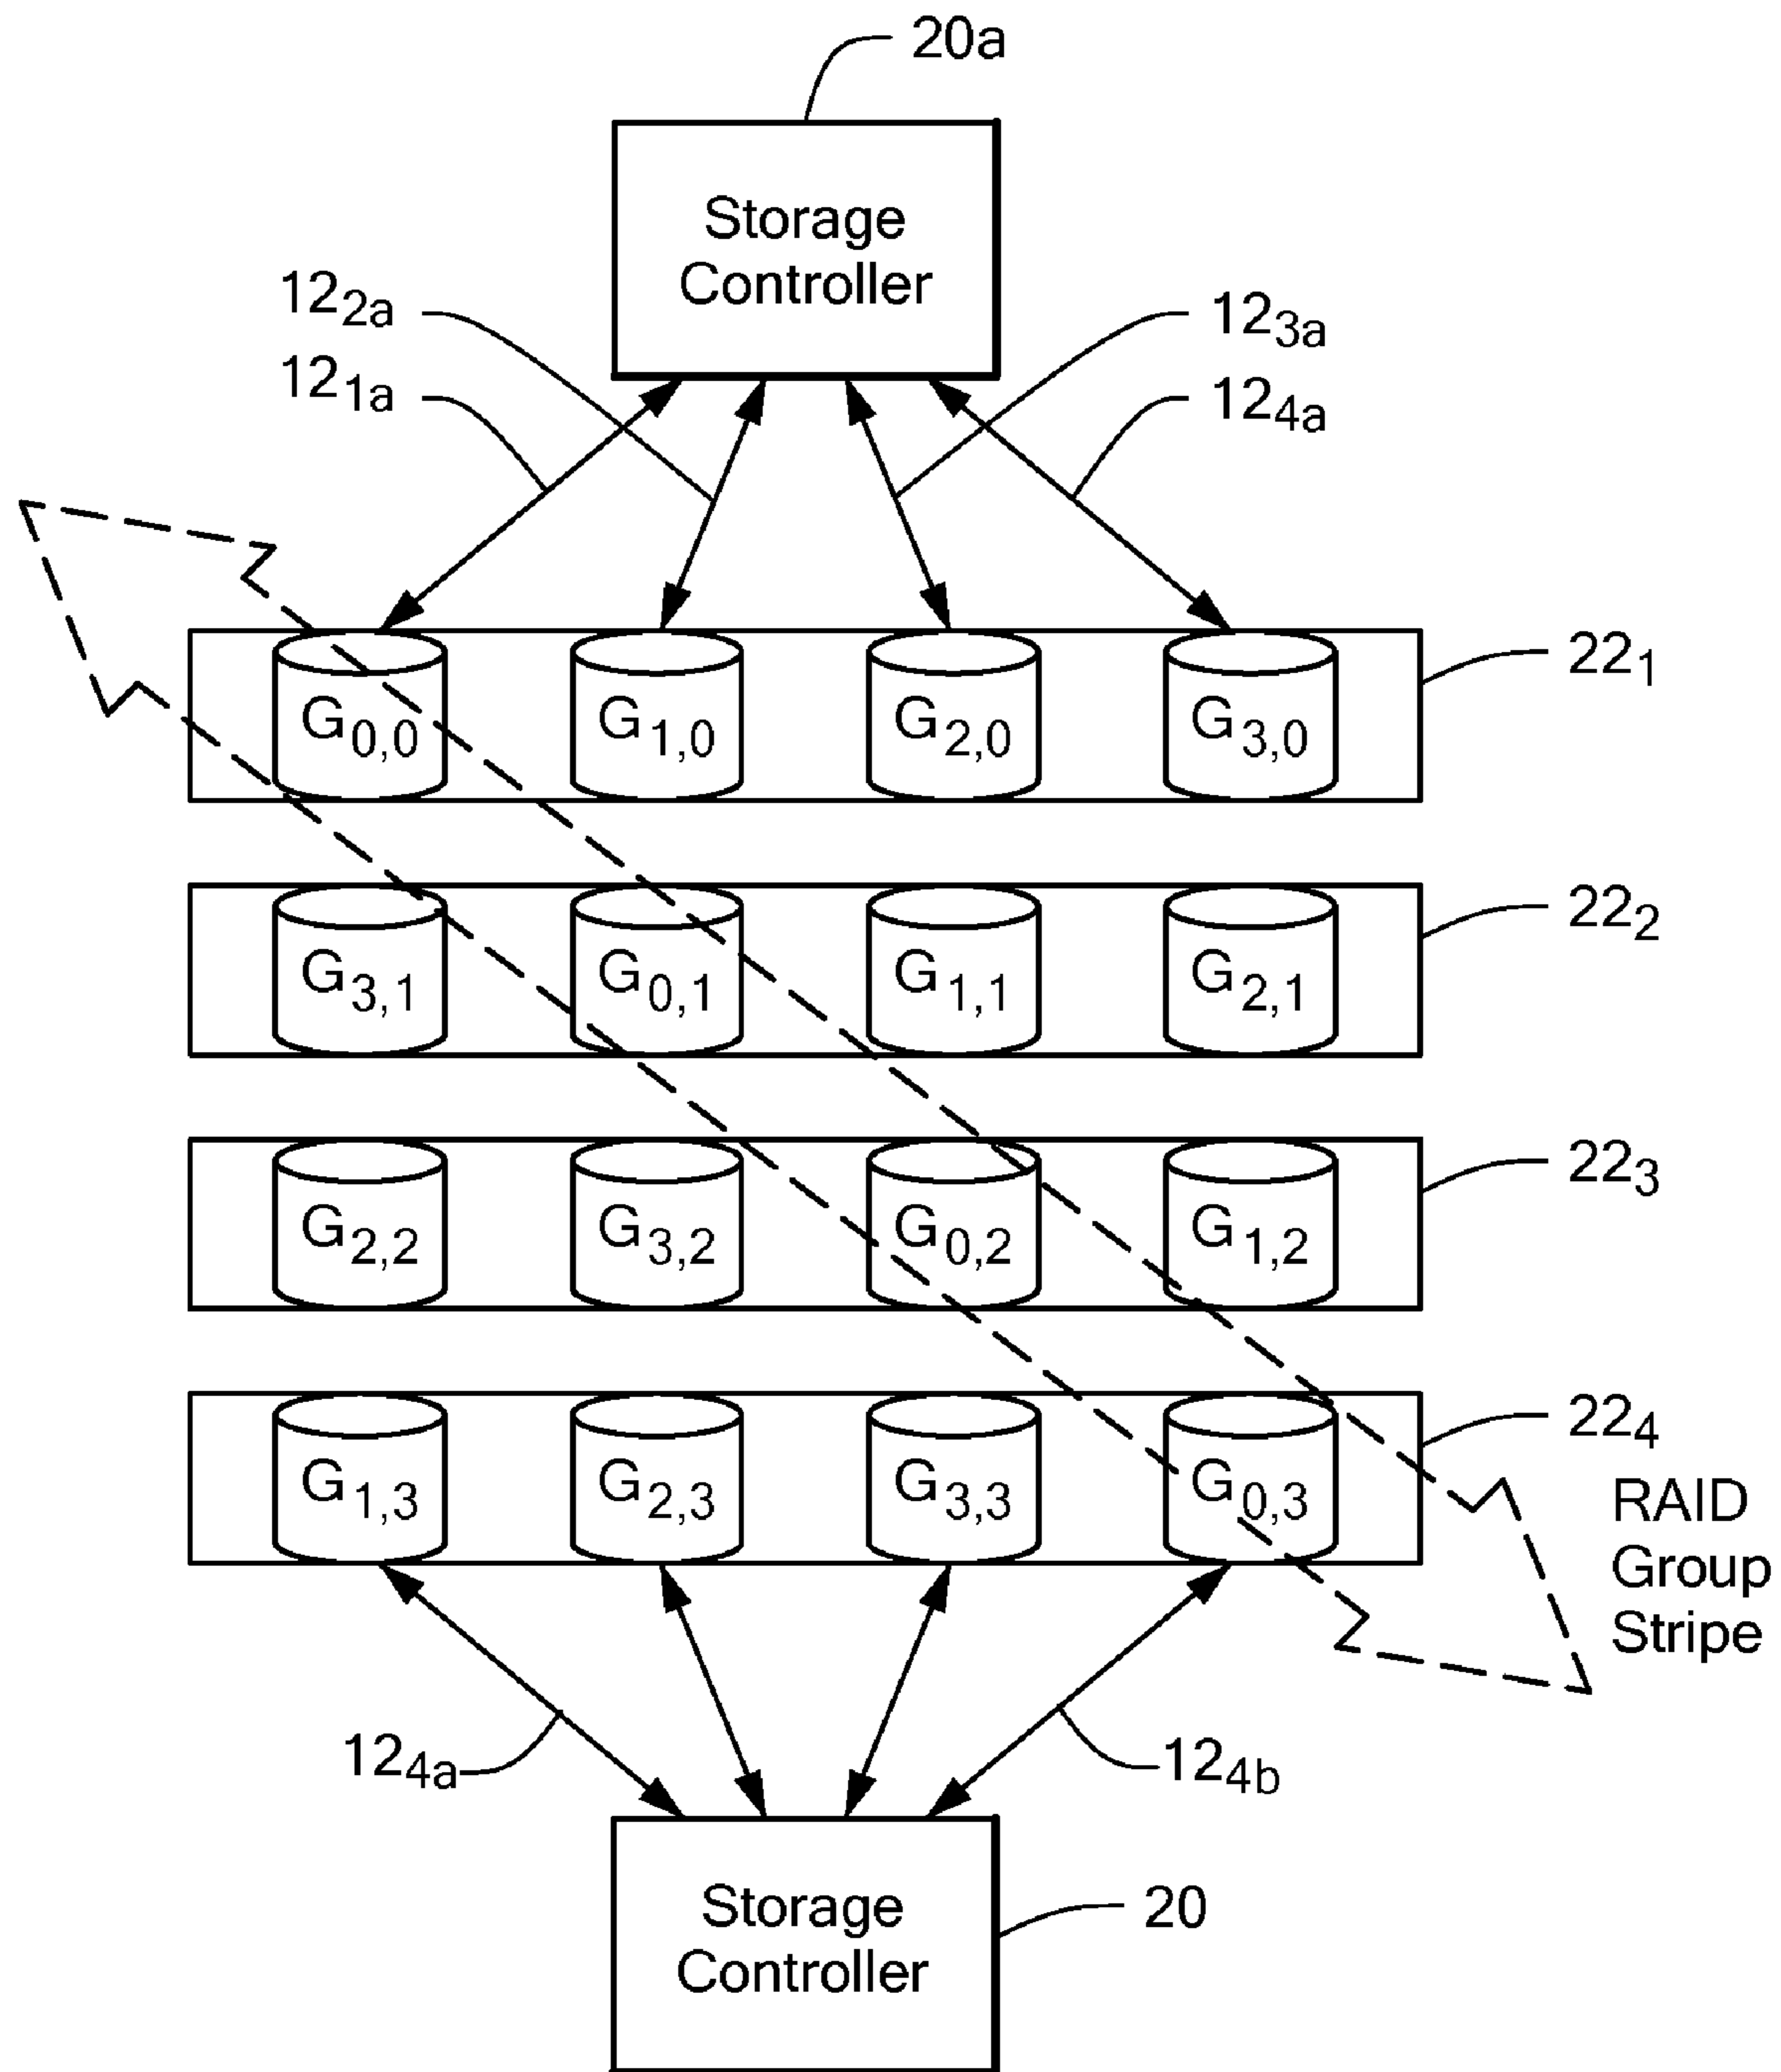 20a
Storage
Controller
12₂ₐ
12₃ₐ
12₁ₐ
12₄ₐ
22₁
G₀,₀ G₁,₀ G₂,₀ G₃,₀
22₂
G₃,₁ G₀,₁ G₁,₁ G₂,₁
22₃
G₂,₂ G₃,₂ G₀,₂ G₁,₂
22₄
G₁,₃ G₂,₃ G₃,₃ G₀,₃
RAID
Group
Stripe
12₄ₐ
12₄b
Storage
Controller
20